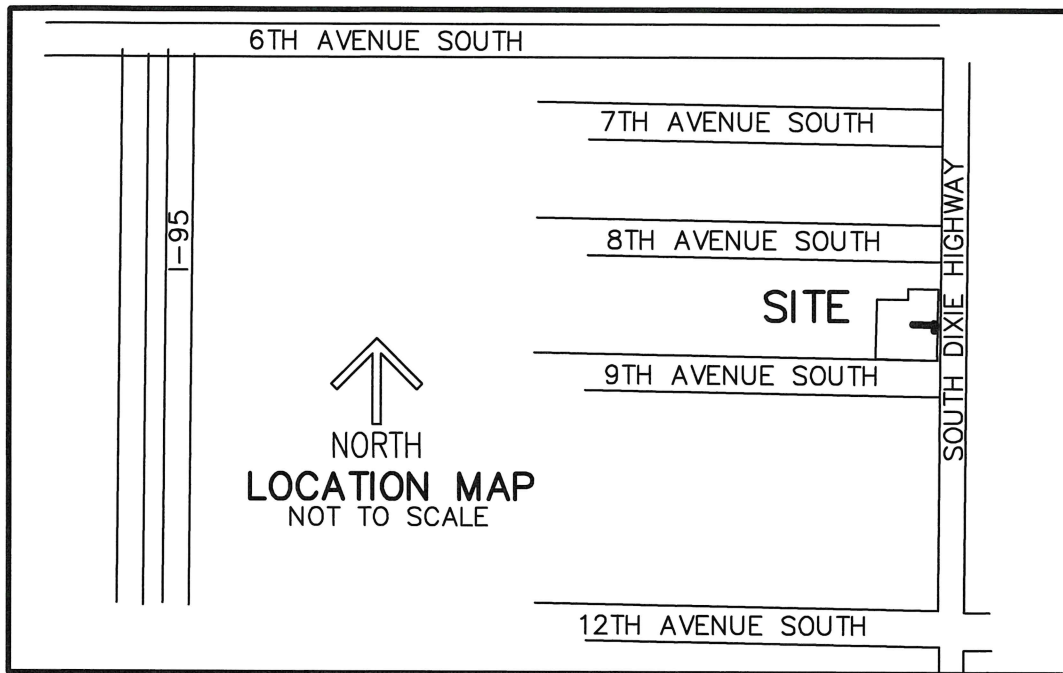 6TH AVENUE SOUTH
7TH AVENUE SOUTH
I-95
8TH AVENUE SOUTH
SOUTH DIXIE HIGHWAY
SITE
9TH AVENUE SOUTH
NORTH
LOCATION MAP
NOT TO SCALE
12TH AVENUE SOUTH